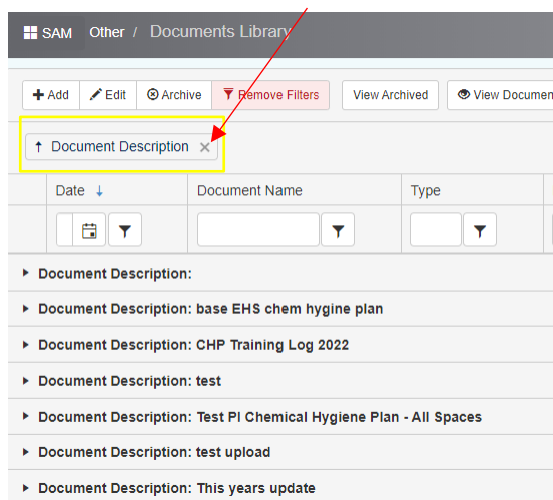 SAM Other / Documents Library
Add Edit Archive Remove Filters View Archived View Documen
Document Description
Date Document Name Type
Document Description:
Document Description: base EHS chem hygine plan
Document Description: CHP Training Log 2022
Document Description: test
Document Description: Test PI Chemical Hygiene Plan - All Spaces
Document Description: test upload
Document Description: This years update